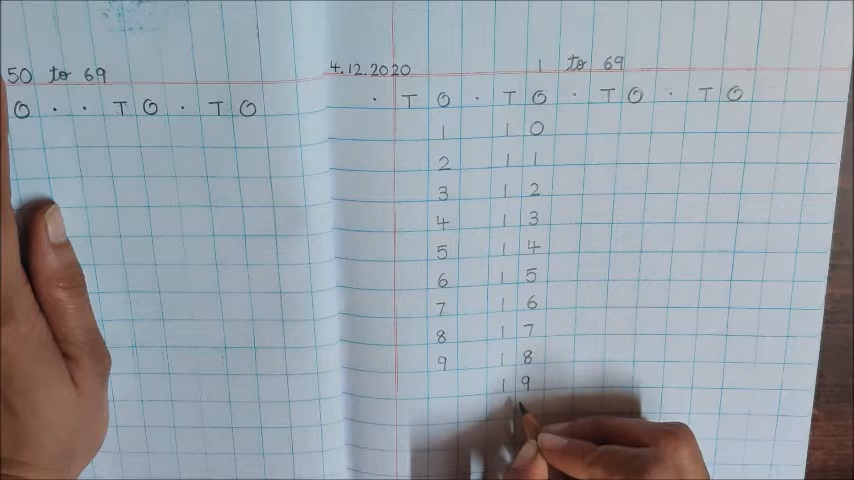 50 to 69
O · · T O · T O
4.12.2020 1 to 69
· T O · T O · T O · T O
1 1 0
2 1 1
3 1 2
4 1 3
5 1 4
6 1 5
7 1 6
8 1 7
9 1 8
1 9